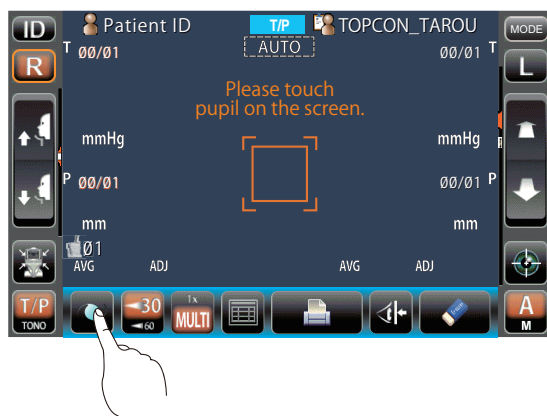 ID
Patient ID
T/P
TOPCON_TAROU
MODE
R
T
00/01
AUTO
00/01
T
L
Please touch
pupil on the screen.
mmHg
mmHg
P
00/01
00/01
P
mm
mm
01
AVG
ADJ
AVG
ADJ
T/P
TONO
30
60
1x
MULTI
A
M